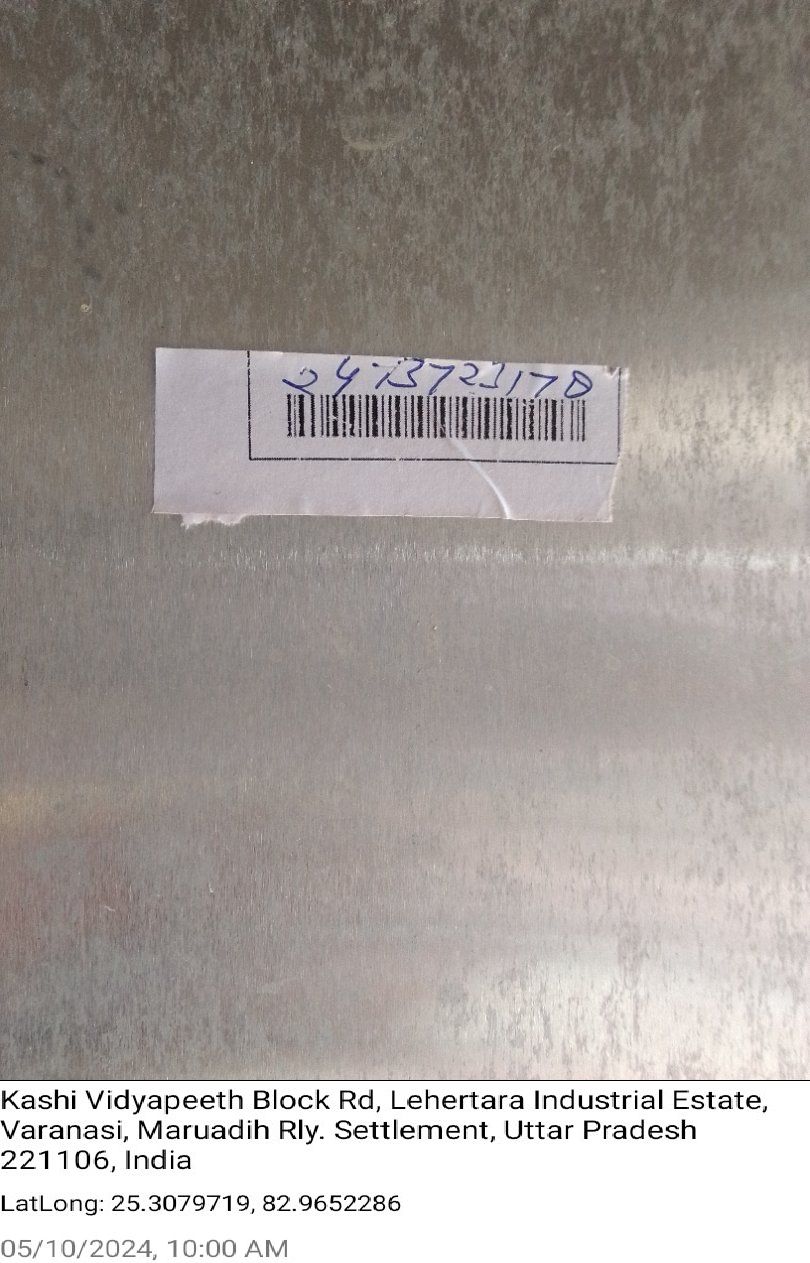 2473723178
Kashi Vidyapeeth Block Rd, Lehertara Industrial Estate,
Varanasi, Maruadih Rly. Settlement, Uttar Pradesh
221106, India
LatLong: 25.3079719, 82.9652286
05/10/2024, 10:00 AM